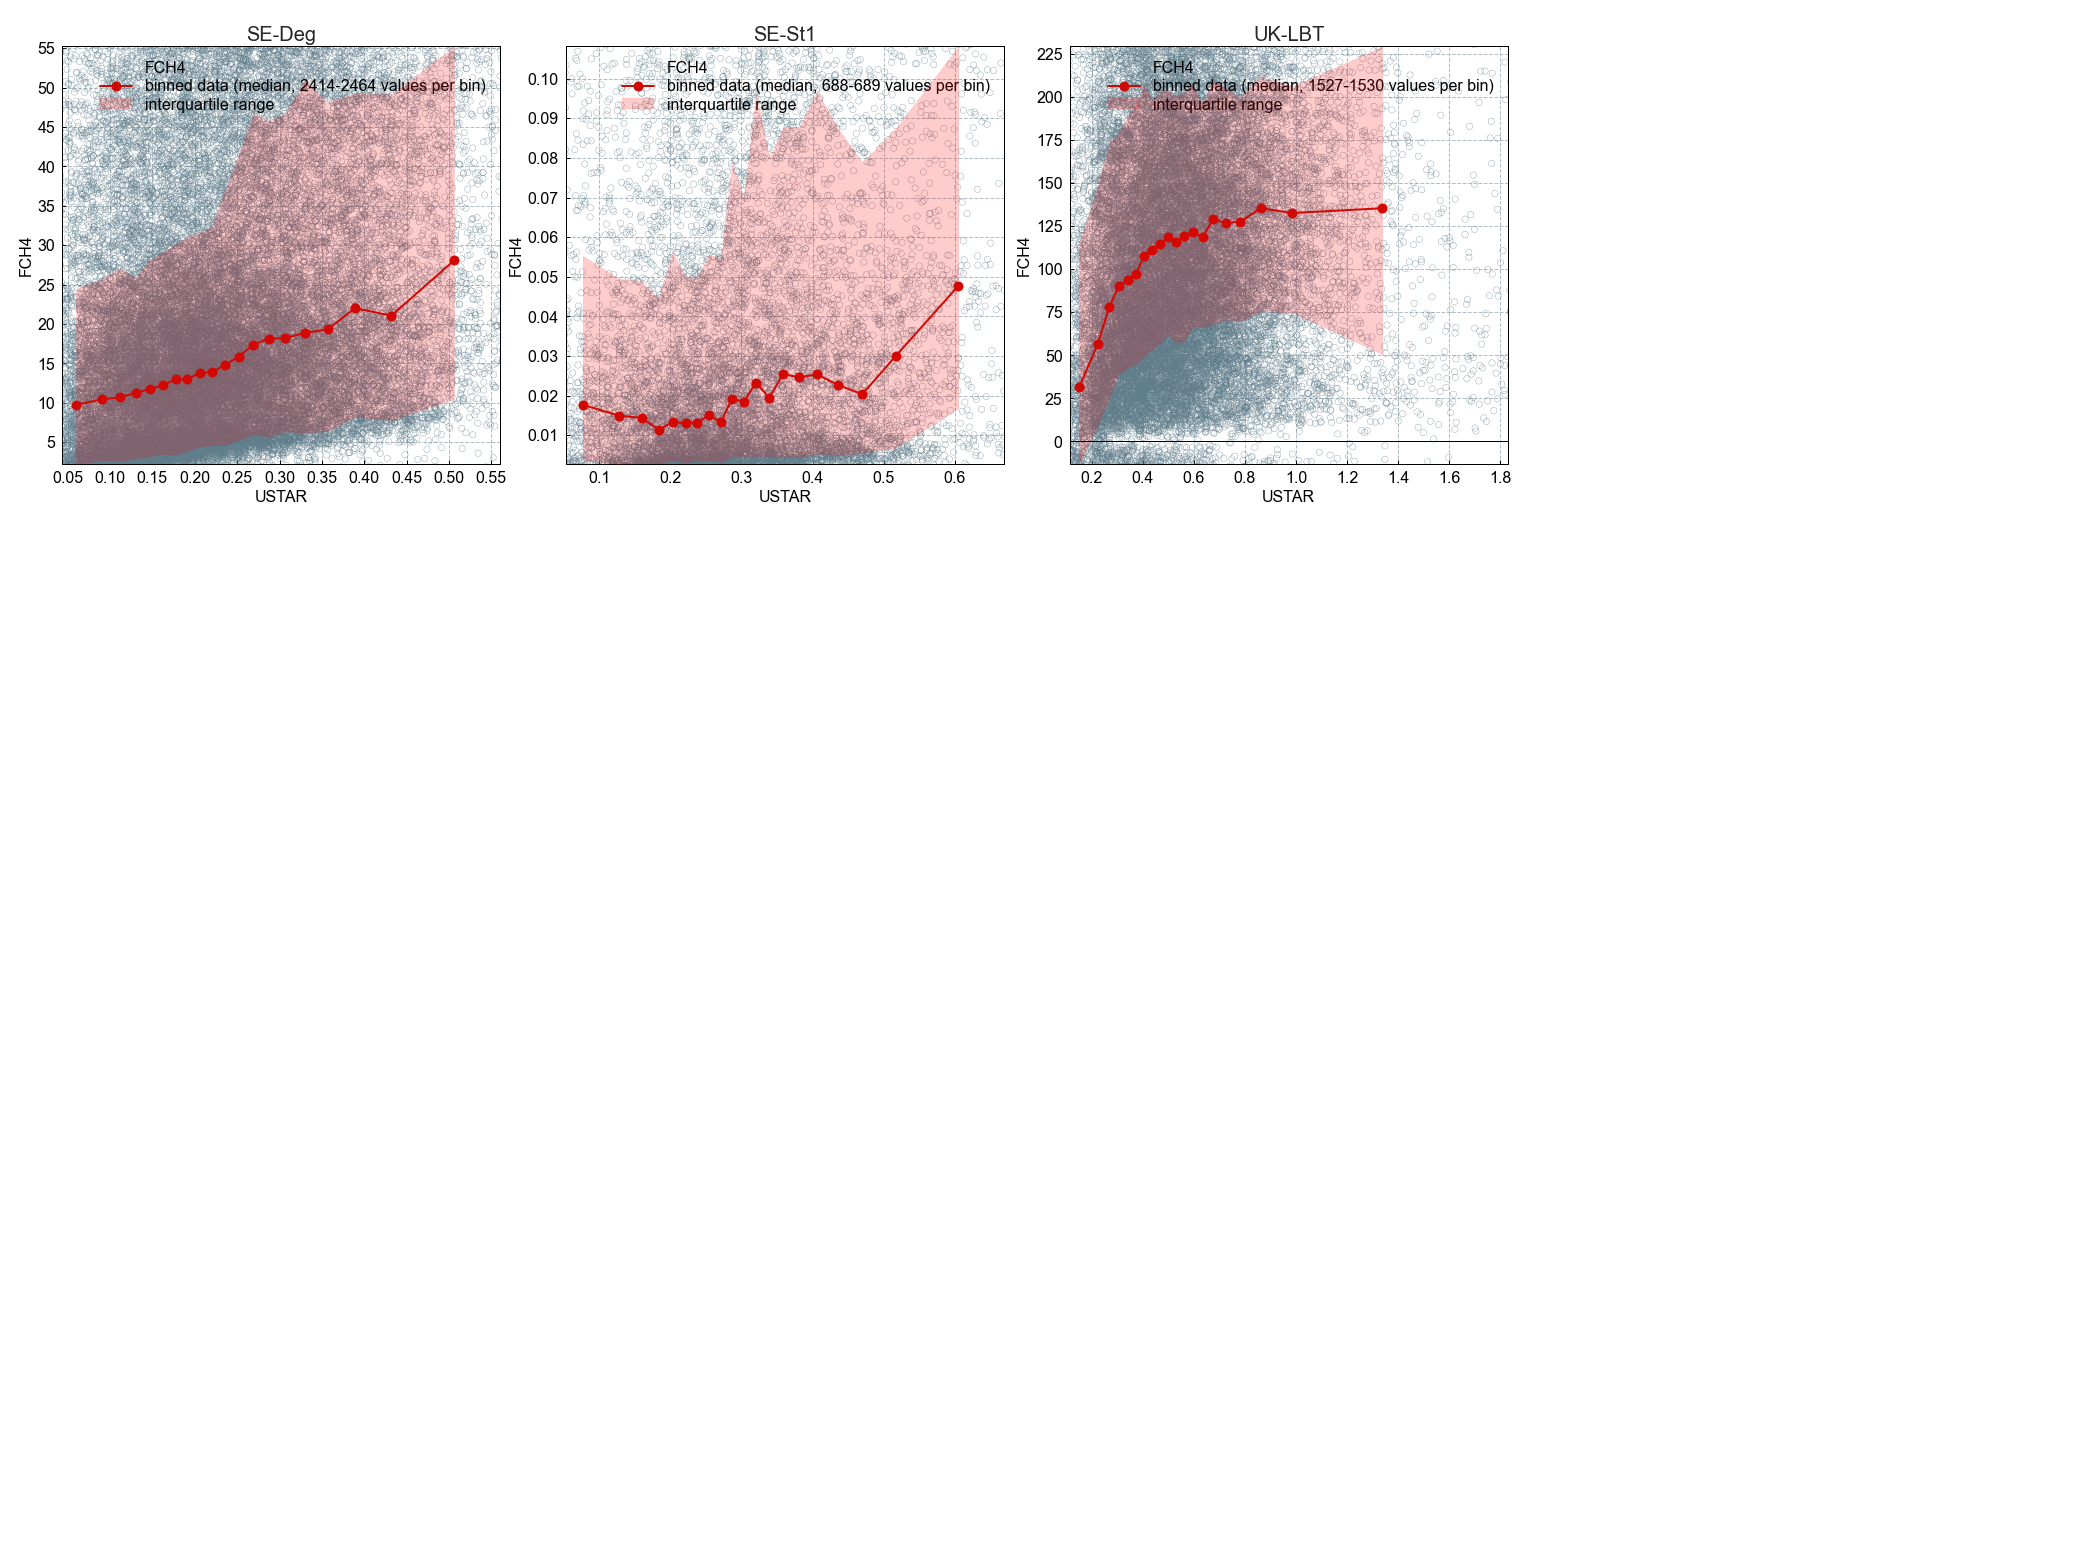 SE-Deg
55
50
45
40
35
30
25
20
15
10
5
FCH4
FCH4
binned data (median, 2414-2464 values per bin)
interquartile range
0.05 0.10 0.15 0.20 0.25 0.30 0.35 0.40 0.45 0.50 0.55
USTAR
SE-St1
0.10
0.09
0.08
0.07
0.06
0.05
0.04
0.03
0.02
0.01
FCH4
FCH4
binned data (median, 688-689 values per bin)
interquartile range
0.1 0.2 0.3 0.4 0.5 0.6
USTAR
UK-LBT
225
200
175
150
125
100
75
50
25
0
FCH4
FCH4
binned data (median, 1527-1530 values per bin)
interquartile range
0.2 0.4 0.6 0.8 1.0 1.2 1.4 1.6 1.8
USTAR